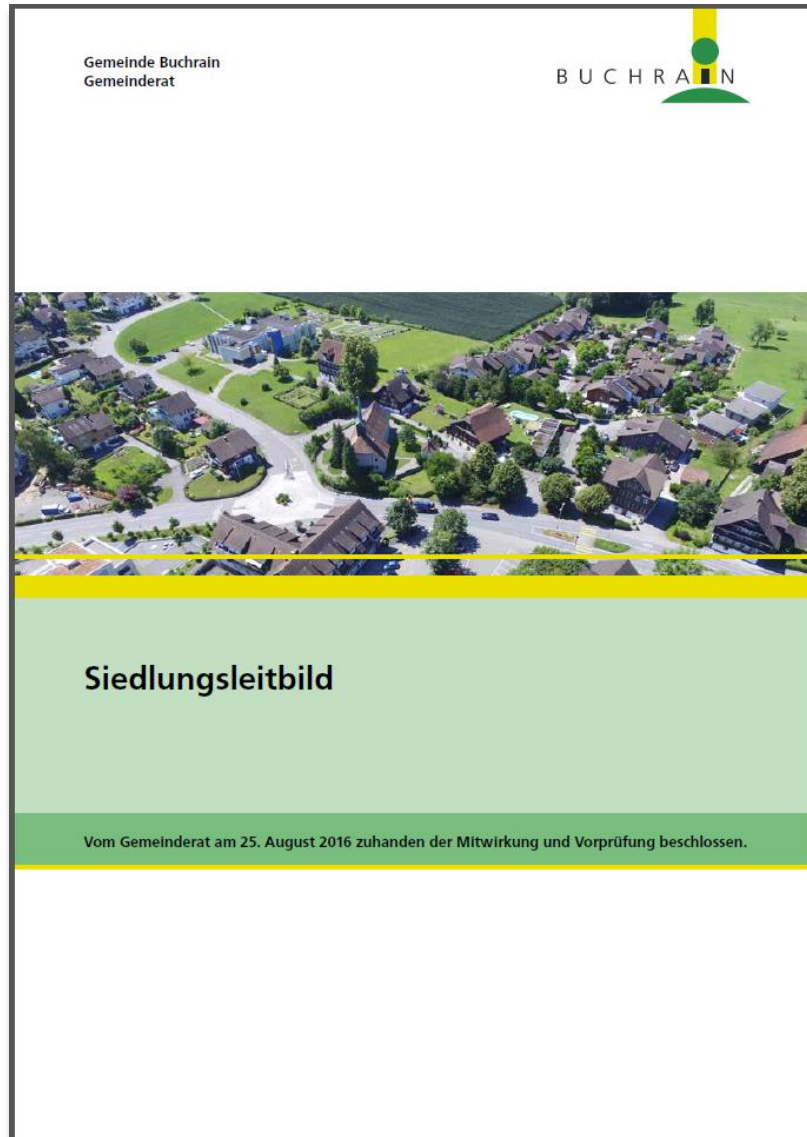 Gemeinde Buchrain
Gemeinderat
BUCHRAIN
Siedlungsleitbild
Vom Gemeinderat am 25. August 2016 zuhanden der Mitwirkung und Vorprüfung beschlossen.